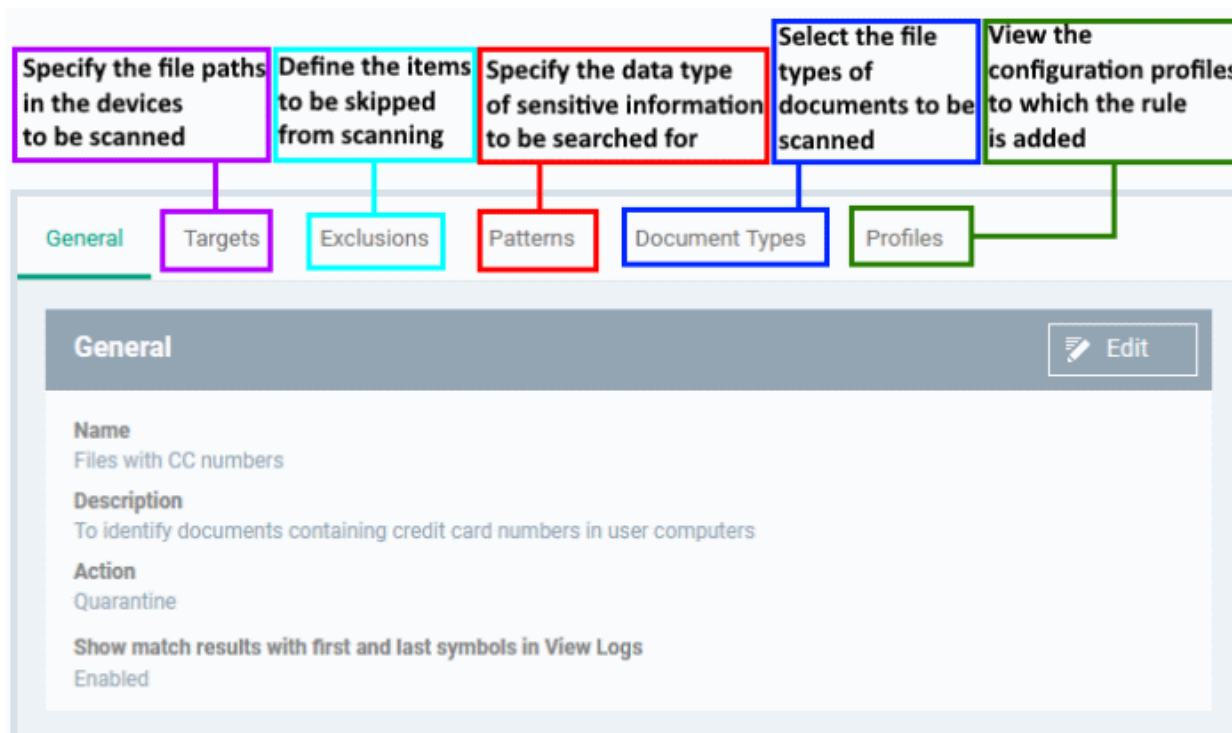 Specify the file paths
in the devices
to be scanned
Define the items
to be skipped
from scanning
Specify the data type
of sensitive information
to be searched for
Select the file
types of
documents to be
scanned
View the
configuration profiles
to which the rule
is added
General Targets Exclusions Patterns Document Types Profiles
General
Edit
Name
Files with CC numbers
Description
To identify documents containing credit card numbers in user computers
Action
Quarantine
Show match results with first and last symbols in View Logs
Enabled